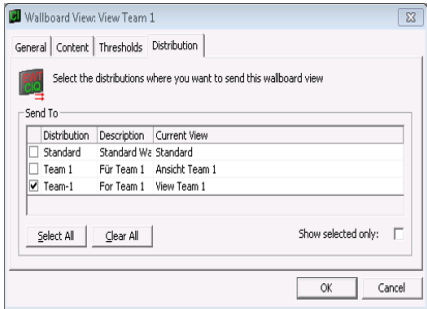 Wallboard View: View Team 1
General Content Thresholds Distribution
Select the distributions where you want to send this wallboard view
Send To
Distribution Description Current View
Standard Standard Wa Standard
Team 1 Für Team 1 Ansicht Team 1
Team-1 For Team 1 View Team 1
Select All Clear All Show selected only:
OK Cancel